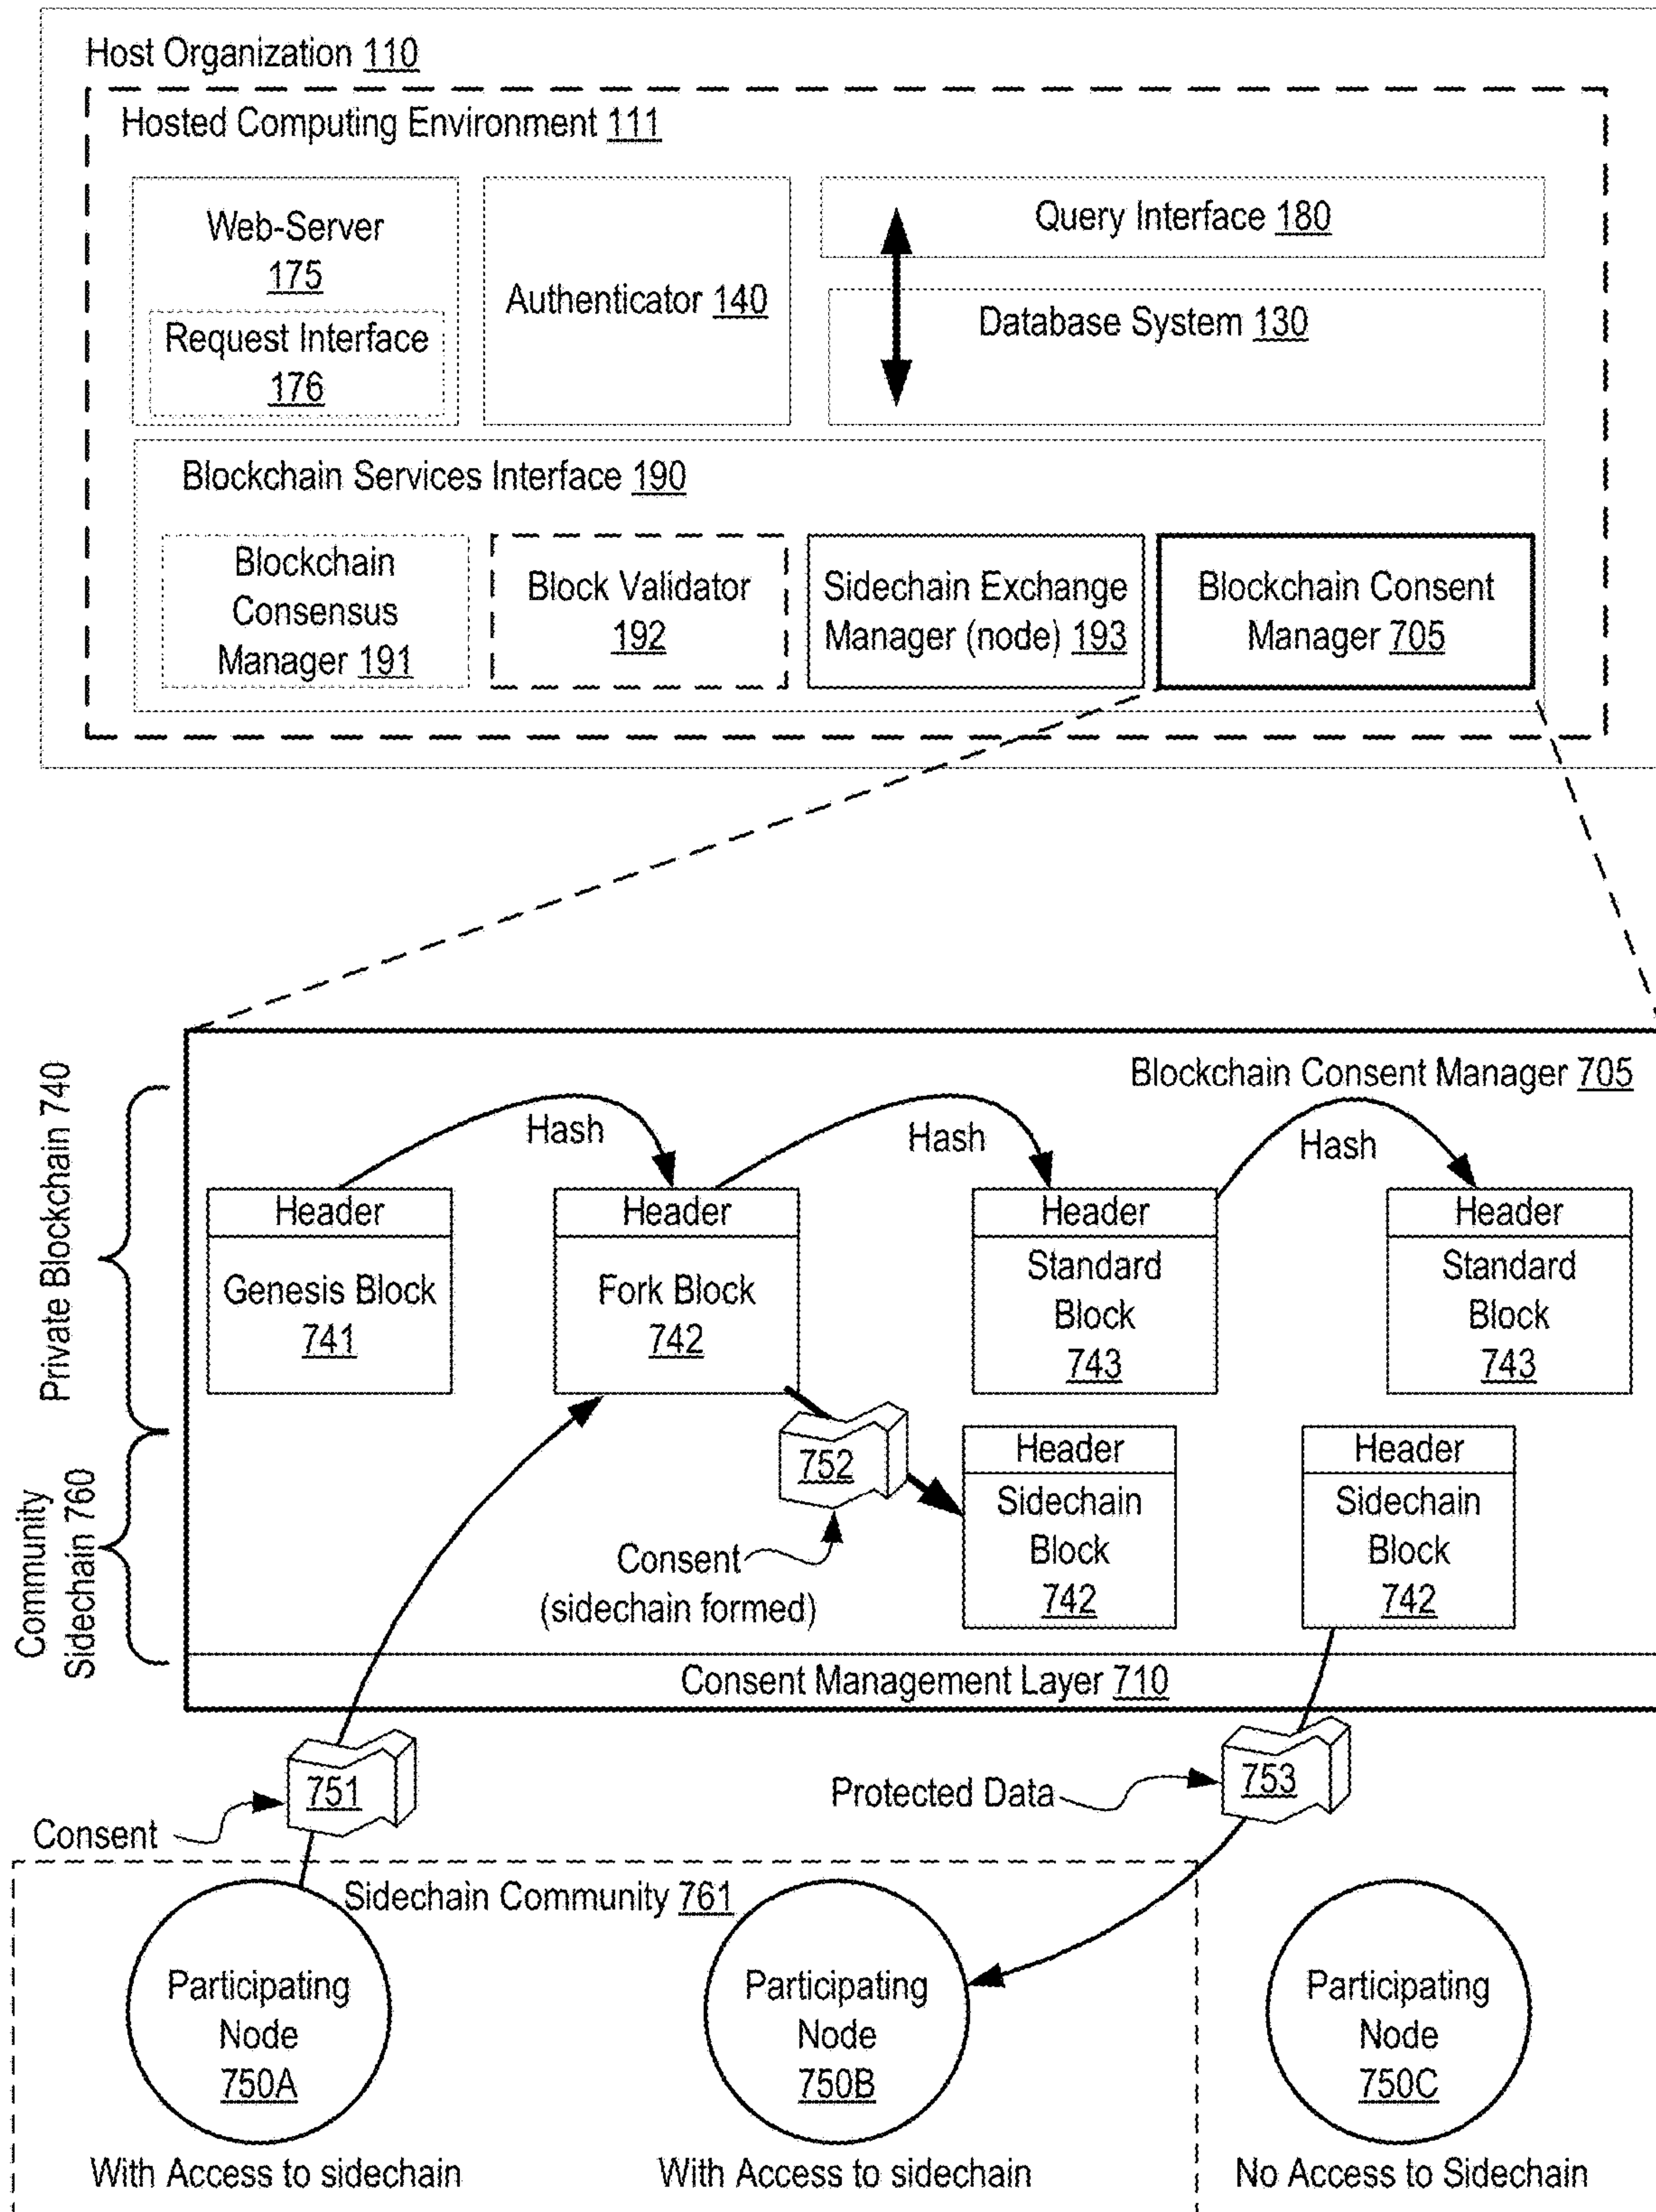 Host Organization 110
Hosted Computing Environment 111
Web-Server
175
Request Interface
176
Authenticator 140
Query Interface 180
Database System 130
Blockchain Services Interface 190
Blockchain
Consensus
Manager 191
Block Validator
192
Sidechain Exchange
Manager (node) 193
Blockchain Consent
Manager 705
Private Blockchain 740
Community
Sidechain 760
Blockchain Consent Manager 705
Hash
Hash
Hash
Header
Genesis Block
741
Header
Fork Block
742
Header
Standard
Block
743
Header
Standard
Block
743
752
Consent
(sidechain formed)
Header
Sidechain
Block
742
Header
Sidechain
Block
742
Consent Management Layer 710
751
Consent
Protected Data
753
Sidechain Community 761
Participating
Node
750A
With Access to sidechain
Participating
Node
750B
With Access to sidechain
Participating
Node
750C
No Access to Sidechain